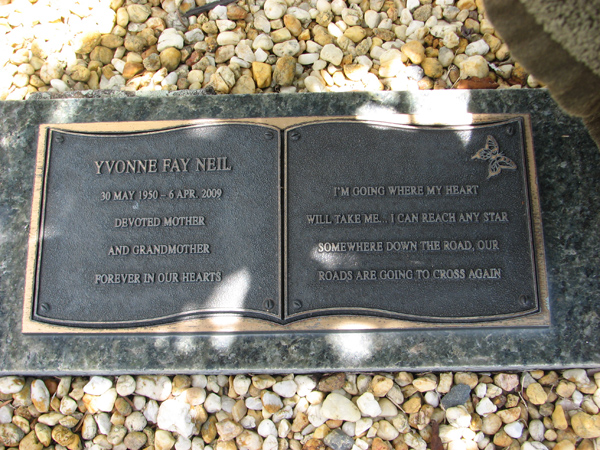 YVONNE FAY NEIL
30 MAY 1950 – 6 APR. 2009
DEVOTED MOTHER
AND GRANDMOTHER
FOREVER IN OUR HEARTS
I'M GOING WHERE MY HEART
WILL TAKE ME... I CAN REACH ANY STAR
SOMEWHERE DOWN THE ROAD, OUR
ROADS ARE GOING TO CROSS AGAIN